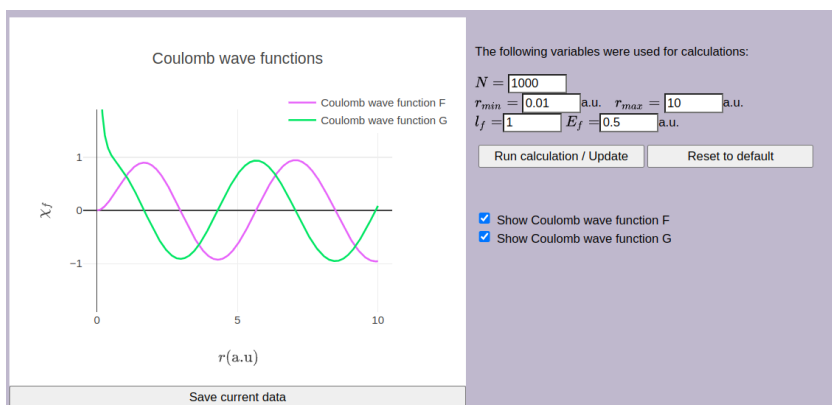 Coulomb wave functions
Coulomb wave function F
Coulomb wave function G
1
0
−1
χf
0
5
10
r(a.u)
Save current data
The following variables were used for calculations:
N = 1000
rmin = 0.01 a.u. rmax = 10 a.u.
lf = 1 Ef = 0.5 a.u.
Run calculation / Update
Reset to default
Show Coulomb wave function F
Show Coulomb wave function G